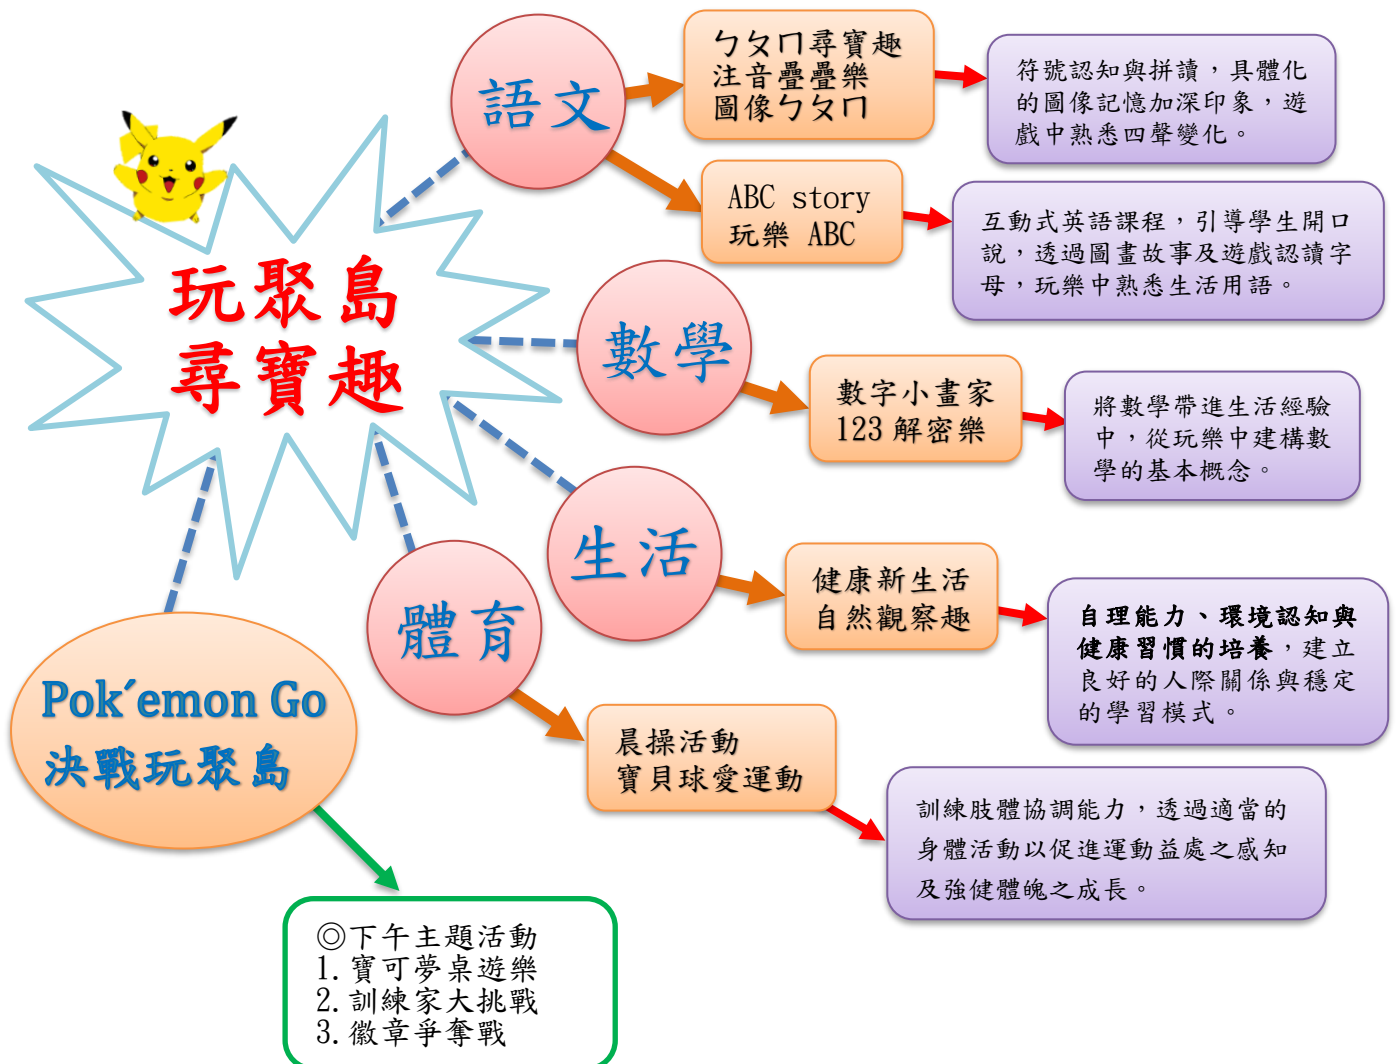 玩聚島
尋寶趣
語文
ㄅㄆㄇ尋寶趣
注音疊疊樂
圖像ㄅㄆㄇ
符號認知與拼讀，具體化
的圖像記憶加深印象，遊
戲中熟悉四聲變化。
ABC story
玩樂 ABC
互動式英語課程，引導學生開口
說，透過圖畫故事及遊戲認讀字
母，玩樂中熟悉生活用語。
數學
數字小畫家
123 解密樂
將數學帶進生活經驗
中，從玩樂中建構數
學的基本概念。
生活
健康新生活
自然觀察趣
自理能力、環境認知與
健康習慣的培養，建立
良好的人際關係與穩定
的學習模式。
體育
晨操活動
寶貝球愛運動
訓練肢體協調能力，透過適當的
身體活動以促進運動益處之感知
及強健體魄之成長。
Pok´emon Go
決戰玩聚島
◎下午主題活動
1. 寶可夢桌遊樂
2. 訓練家大挑戰
3. 徽章爭奪戰